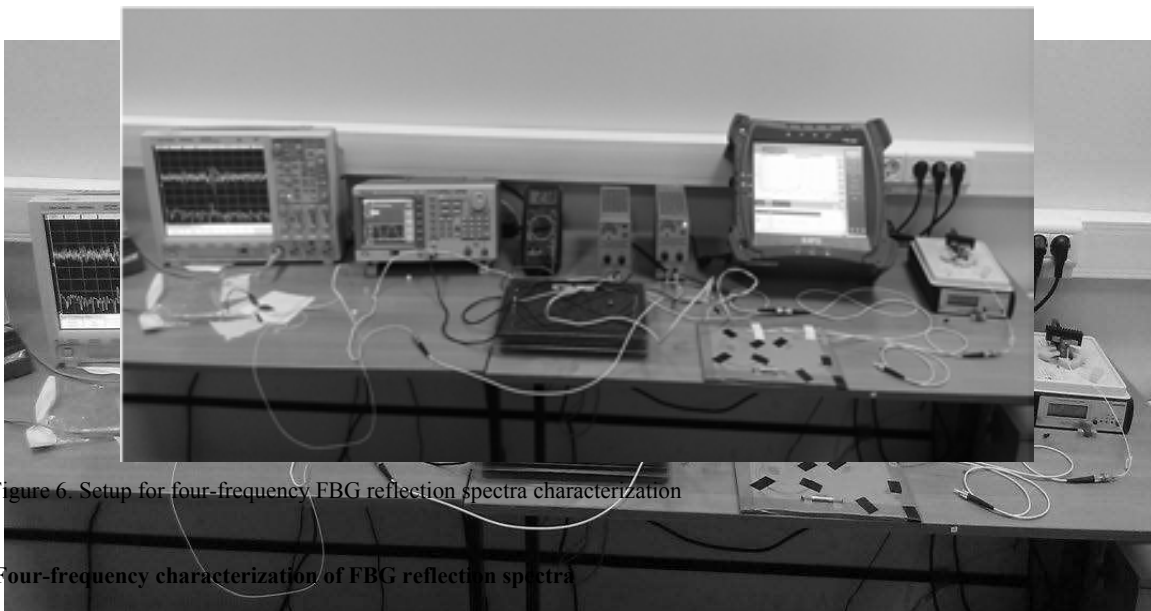 igure 6. Setup for four-frequency FBG reflection spectra characterization
Four-frequency characterization of FBG reflection spectra